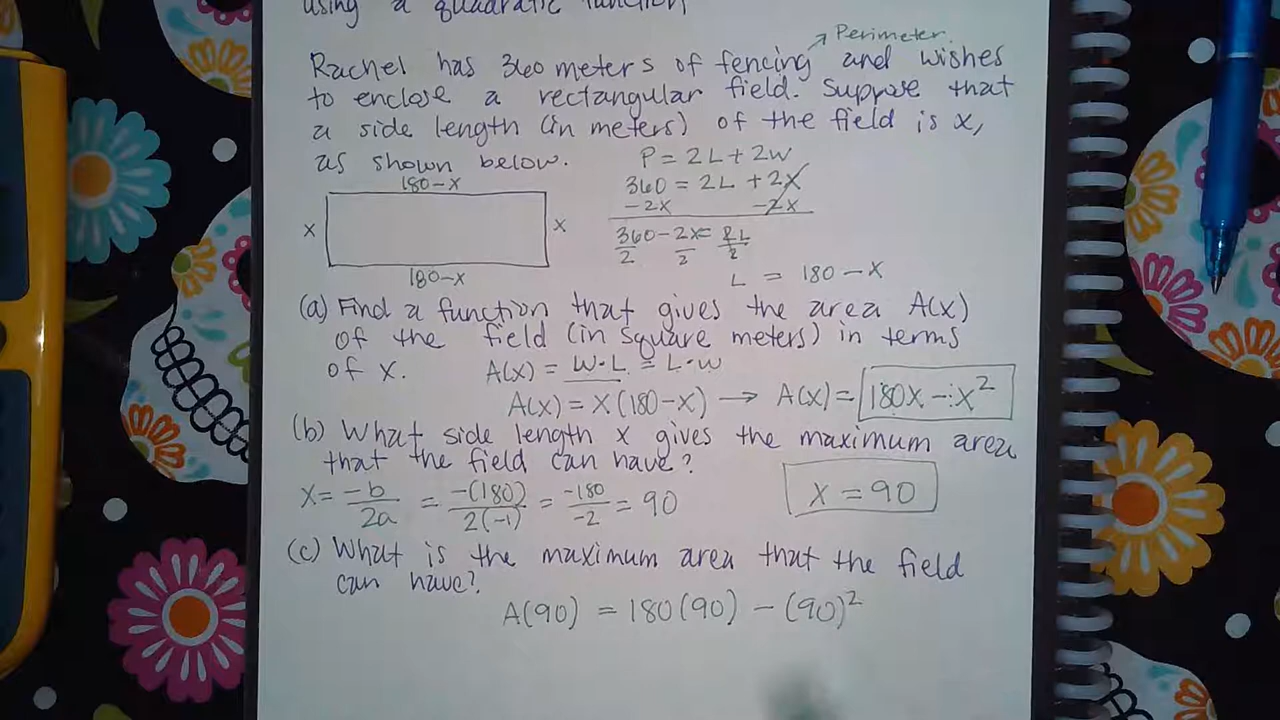 using a quadratic function
Perimeter.
Rachel has 360 meters of fencing and wishes
to enclose a rectangular field. Suppose that
a side length (in meters) of the field is x,
as shown below.
P = 2L + 2W
360 = 2L + 2X
-2X -2X
360 - 2X = 2L
2 2 2
L = 180 - X
180-X
X X
180-X
(a) Find a function that gives the area A(X)
of the field (in square meters) in terms
of x.
A(X) = W·L = L·W
A(X) = X(180-X) → A(X) = 180X - X²
(b) What side length x gives the maximum area
that the field can have?
X = -b/2a = -(180)/2(-1) = -180/-2 = 90
X = 90
(c) What is the maximum area that the field
can have?
A(90) = 180(90) - (90)²